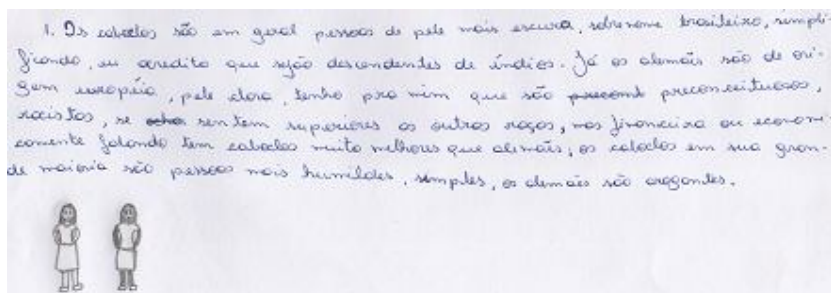 1. Os caboclos são em geral pessoas de pele mais escura, sobrenome brasileiro, simpli-
ficando, eu acredito que sejão descendentes de índios. Já os alemãis são de ori-
gem européia, pele clara, tenho pra mim que são preconceituosos,
racistas, se sentem superiores as outras raças, mas financeira ou economi
camente falando tem caboclos muito melhores que alemãis, os caboclos em sua gran-
de maioria são pessoas mais humildes, simples, os alemães são arogantes.